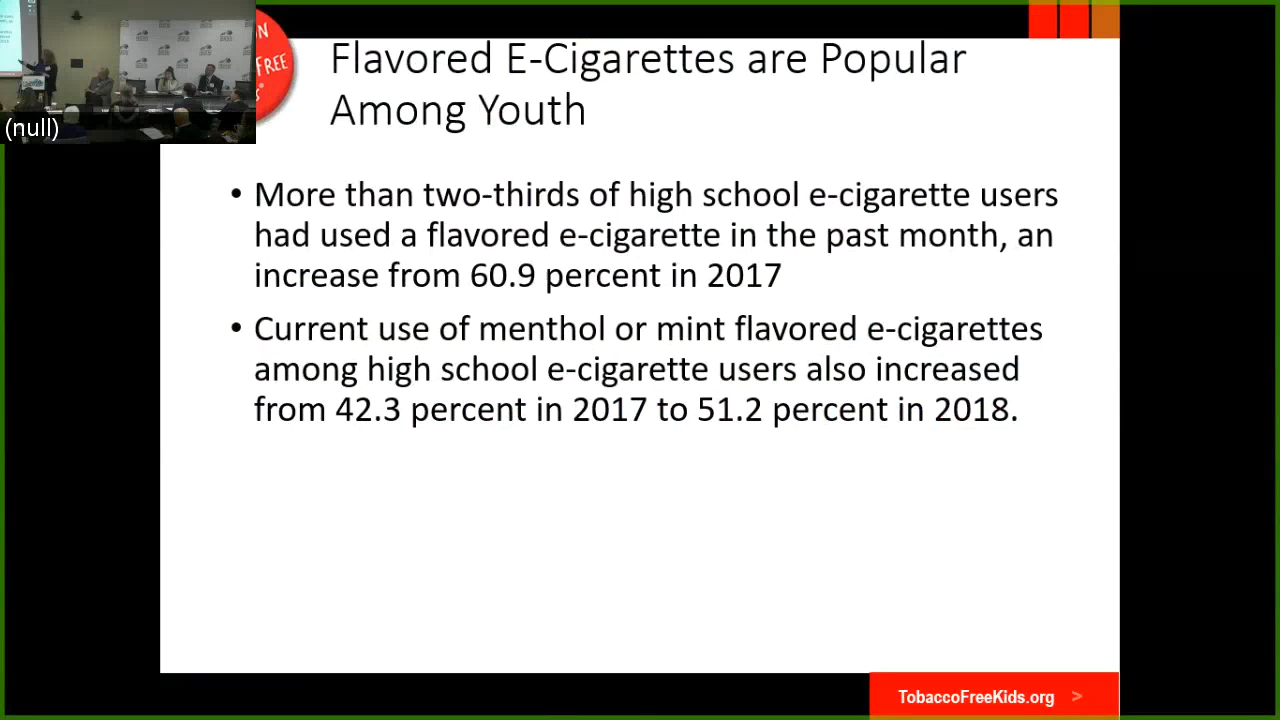 (null)
N
FREE
S
Flavored E-Cigarettes are Popular
Among Youth
• More than two-thirds of high school e-cigarette users
had used a flavored e-cigarette in the past month, an
increase from 60.9 percent in 2017
• Current use of menthol or mint flavored e-cigarettes
among high school e-cigarette users also increased
from 42.3 percent in 2017 to 51.2 percent in 2018.
TobaccoFreeKids.org >